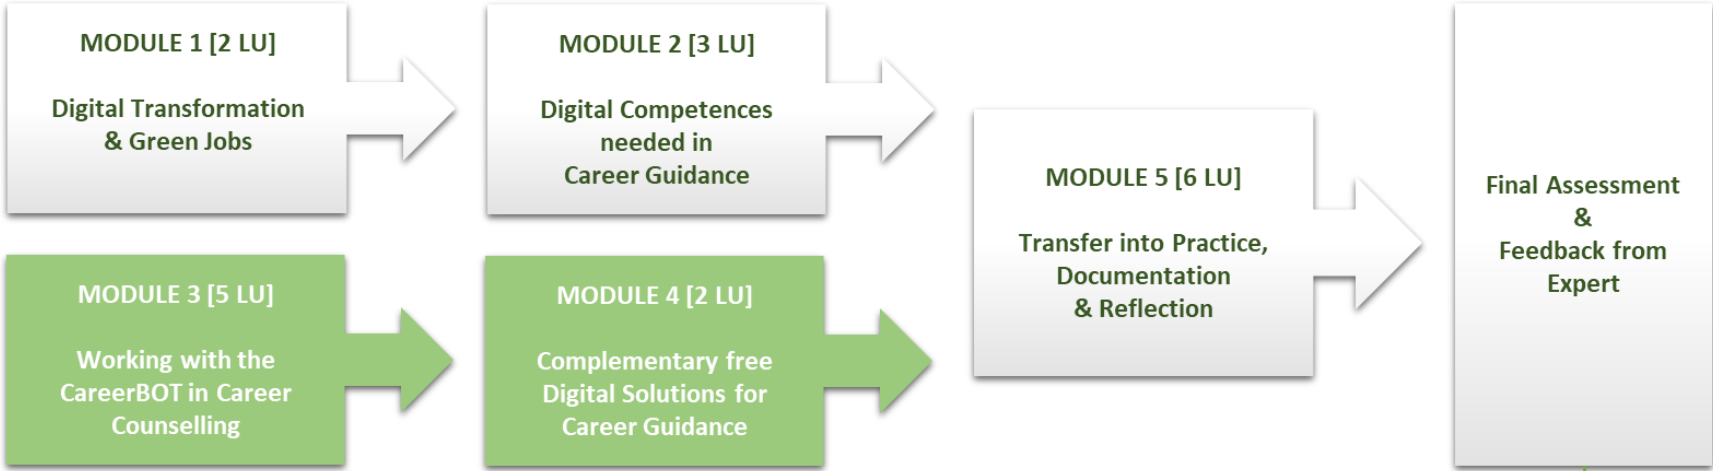 MODULE 1 [2 LU]
Digital Transformation
& Green Jobs
MODULE 2 [3 LU]
Digital Competences
needed in
Career Guidance
MODULE 3 [5 LU]
Working with the
CareerBOT in Career
Counselling
MODULE 4 [2 LU]
Complementary free
Digital Solutions for
Career Guidance
MODULE 5 [6 LU]
Transfer into Practice,
Documentation
& Reflection
Final Assessment
&
Feedback from
Expert